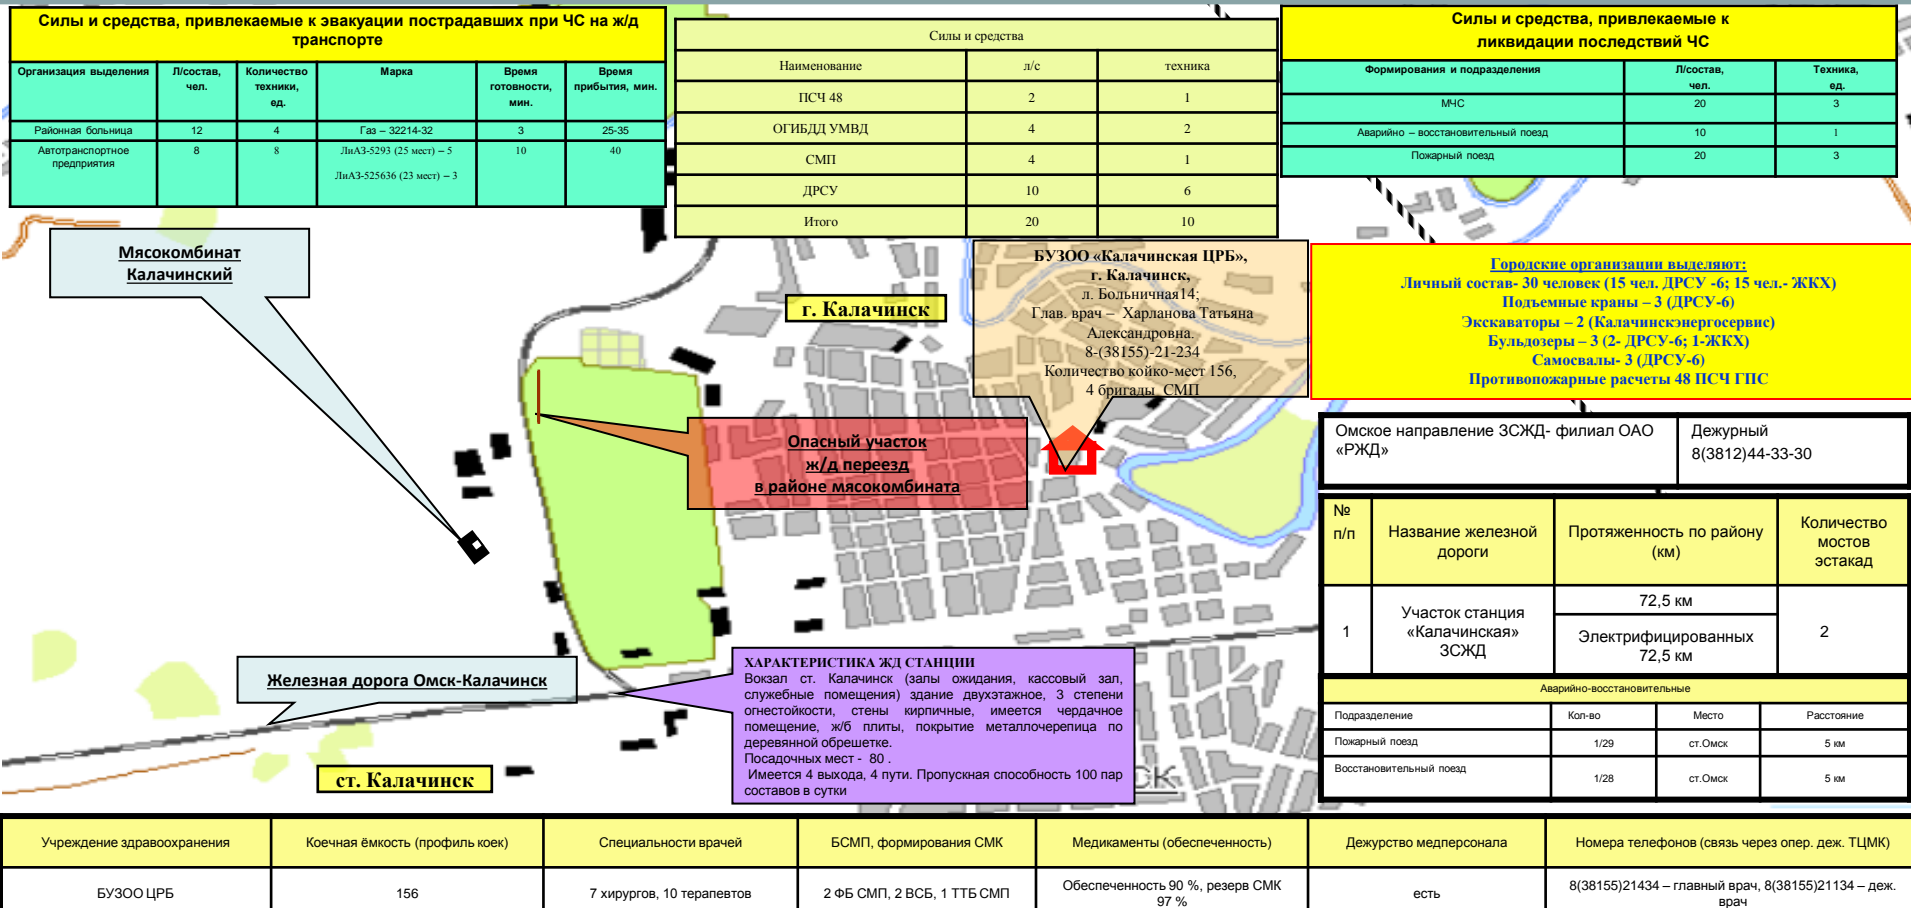 Силы и средства, привлекаемые к эвакуации пострадавших при ЧС на ж/д
транспорте
Организация выделения | Л/состав, чел. | Количество техники, ед. | Марка | Время готовности, мин. | Время прибытия, мин.
Районная больница | 12 | 4 | Газ – 32214-32 | 3 | 25-35
Автотранспортное предприятия | 8 | 8 | ЛиАЗ-5293 (25 мест) – 5 ЛиАЗ-525636 (23 мест) – 3 | 10 | 40
Силы и средства
Наименование | л/с | техника
ПСЧ 48 | 2 | 1
ОГИБДД УМВД | 4 | 2
СМП | 4 | 1
ДРСУ | 10 | 6
Итого | 20 | 10
Силы и средства, привлекаемые к
ликвидации последствий ЧС
Формирования и подразделения | Л/состав, чел. | Техника, ед.
МЧС | 20 | 3
Аварийно – восстановительный поезд | 10 | 1
Пожарный поезд | 20 | 3
Мясокомбинат
Калачинский
г. Калачинск
БУЗОО «Калачинская ЦРБ»,
г. Калачинск,
л. Больничная14;
Глав. врач – Харланова Татьяна
Александровна.
8-(38155)-21-234
Количество койко-мест 156,
4 бригады СМП
Городские организации выделяют:
Личный состав- 30 человек (15 чел. ДРСУ -6; 15 чел.- ЖКХ)
Подъемные краны – 3 (ДРСУ-6)
Экскаваторы – 2 (Калачинскэнергосервис)
Бульдозеры – 3 (2- ДРСУ-6; 1-ЖКХ)
Самосвалы- 3 (ДРСУ-6)
Противопожарные расчеты 48 ПСЧ ГПС
Опасный участок
ж/д переезд
в районе мясокомбината
Омское направление ЗСЖД- филиал ОАО
«РЖД»
Дежурный
8(3812)44-33-30
№ п/п | Название железной дороги | Протяженность по району (км) | Количество мостов эстакад
1 | Участок станция «Калачинская» ЗСЖД | 72,5 км | 2
Электрифицированных 72,5 км
Аварийно-восстановительные
Подразделение | Кол-во | Место | Расстояние
Пожарный поезд | 1/29 | ст.Омск | 5 км
Восстановительный поезд | 1/28 | ст.Омск | 5 км
Железная дорога Омск-Калачинск
ст. Калачинск
ХАРАКТЕРИСТИКА ЖД СТАНЦИИ
Вокзал ст. Калачинск (залы ожидания, кассовый зал,
служебные помещения) здание двухэтажное, 3 степени
огнестойкости, стены кирпичные, имеется чердачное
помещение, ж/б плиты, покрытие металлочерепица по
деревянной обрешетке.
Посадочных мест - 80 .
Имеется 4 выхода, 4 пути. Пропускная способность 100 пар
составов в сутки
Учреждение здравоохранения | Коечная ёмкость (профиль коек) | Специальности врачей | БСМП, формирования СМК | Медикаменты (обеспеченность) | Дежурство медперсонала | Номера телефонов (связь через опер. деж. ТЦМК)
БУЗОО ЦРБ | 156 | 7 хирургов, 10 терапевтов | 2 ФБ СМП, 2 ВСБ, 1 ТТБ СМП | Обеспеченность 90 %, резерв СМК 97 % | есть | 8(38155)21434 – главный врач, 8(38155)21134 – деж. врач